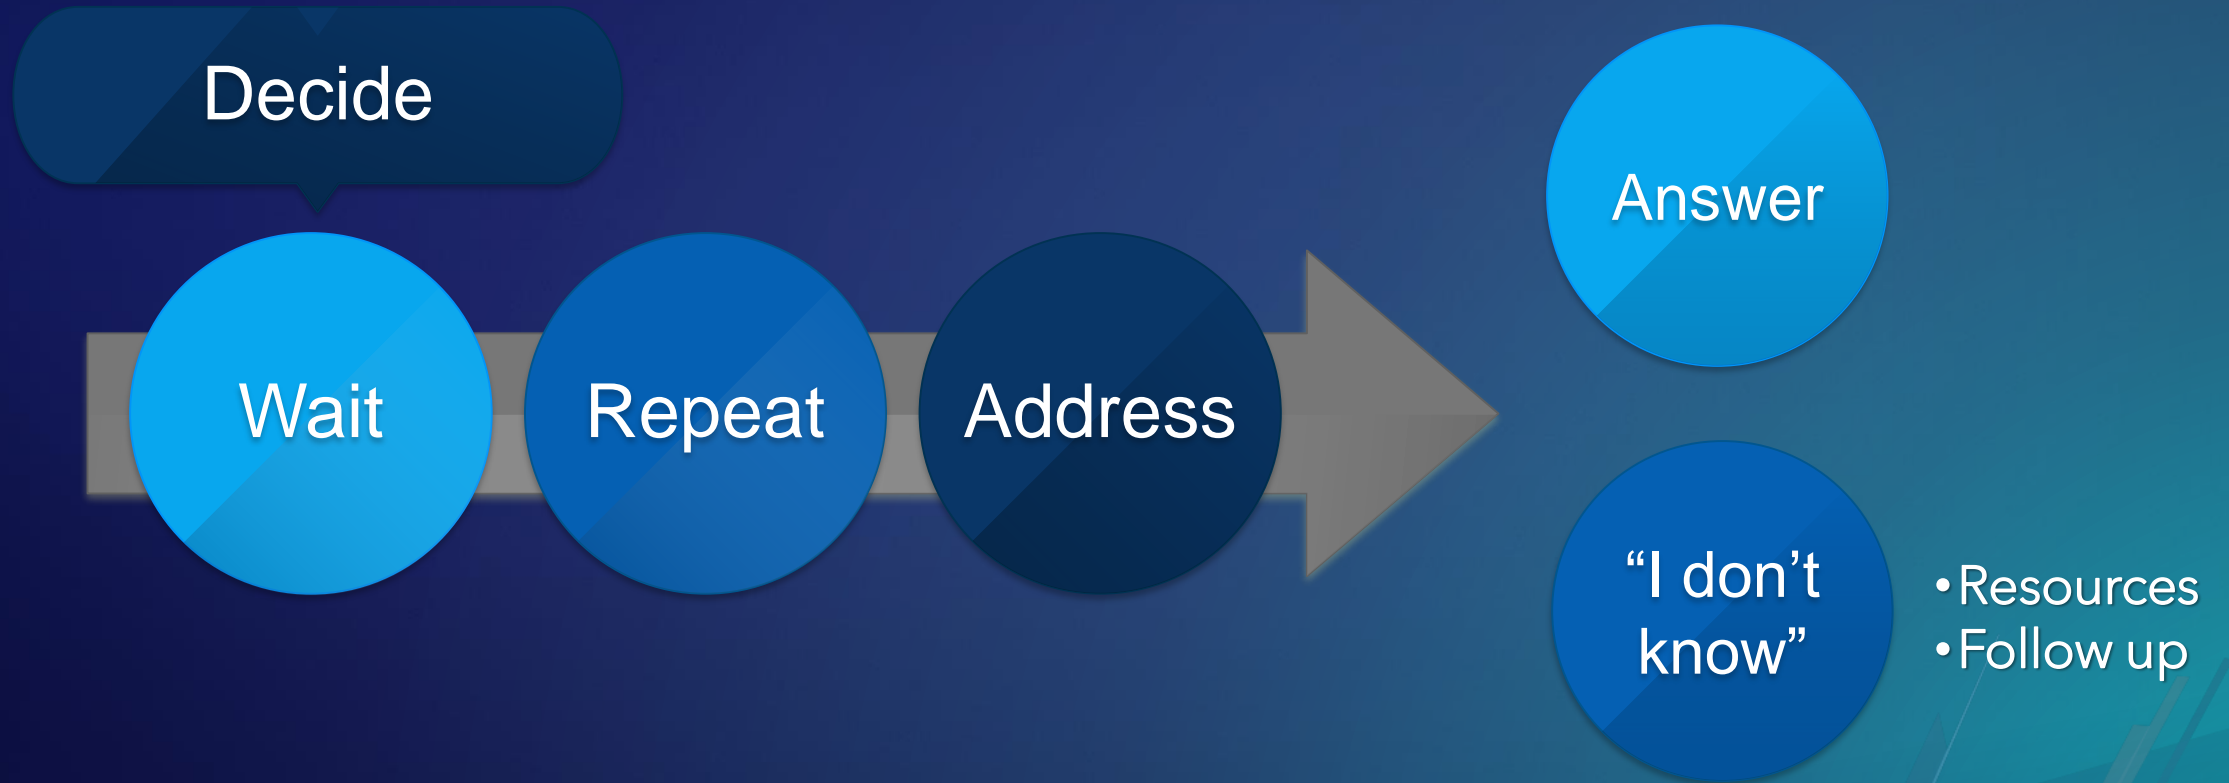 Decide
Wait
Repeat
Address
Answer
“I don’t
know”
•Resources
•Follow up